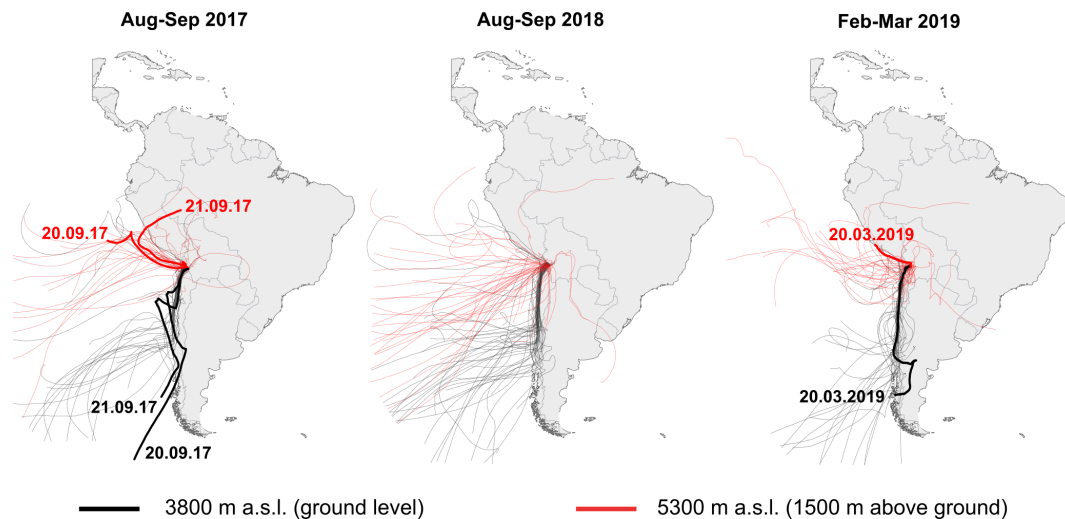 Aug-Sep 2017
Aug-Sep 2018
Feb-Mar 2019
21.09.17
20.09.17
21.09.17
20.09.17
20.03.2019
20.03.2019
3800 m a.s.l. (ground level)
5300 m a.s.l. (1500 m above ground)